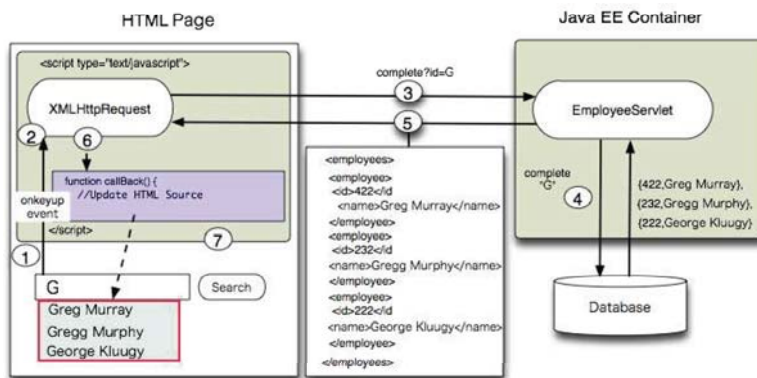 HTML Page
Java EE Container
<script type="text/javascript">
XMLHttpRequest
complete?id=G
3
5
EmployeeServlet
2
6
function callBack() {
//Update HTML Source
onkeyup
event
</script>
7
1
G
Search
Greg Murray
Gregg Murphy
George Kluugy
<employees>
<employee>
<id>422</id
<name>Greg Murray</name>
</employee>
<employee>
<id>232</id
<name>Gregg Murphy</name>
</employee>
<employee>
<id>222</id
<name>George Kluugy</name>
</employee>
</employees>
complete
"G"
4
{422,Greg Murray},
{232,Gregg Murphy},
{222,George Kluugy}
Database